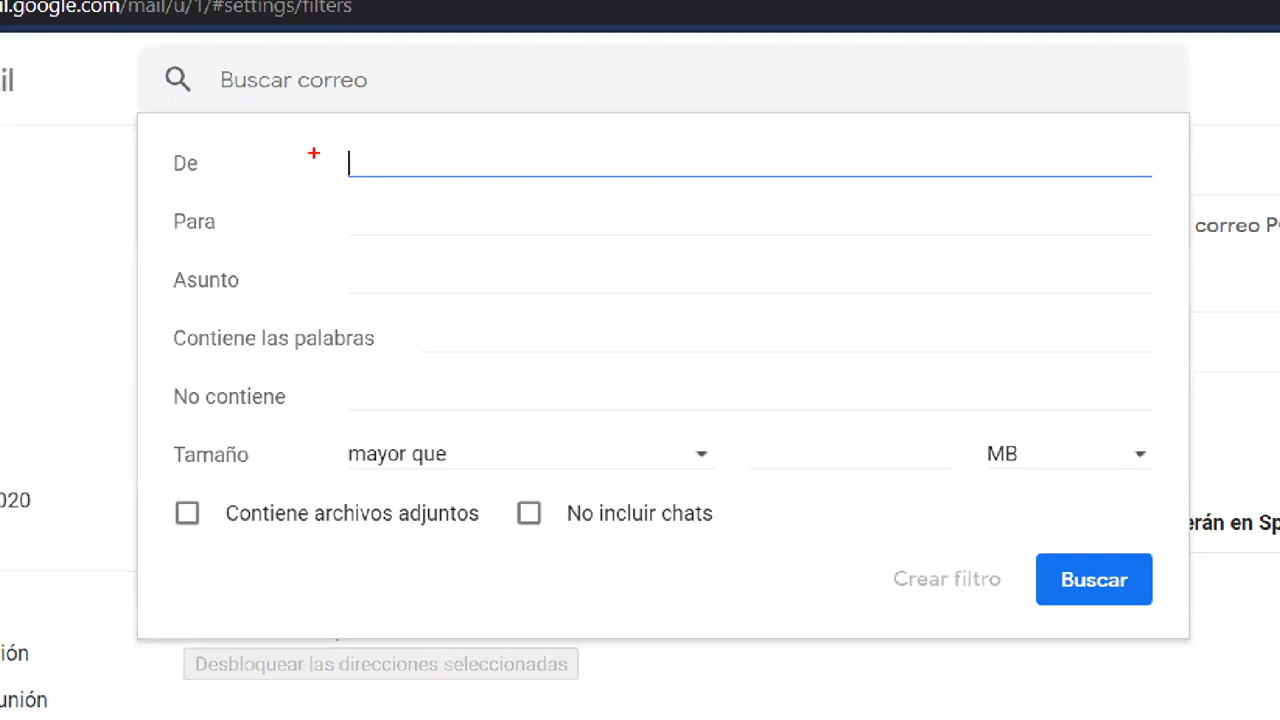 il.google.com/mail/u/1/#settings/filters
il
Buscar correo
De
Para
correo P
Asunto
Contiene las palabras
No contiene
Tamaño mayor que MB
020
Contiene archivos adjuntos No incluir chats
erán en Sp
Crear filtro Buscar
ión
Desbloquear las direcciones seleccionadas
unión